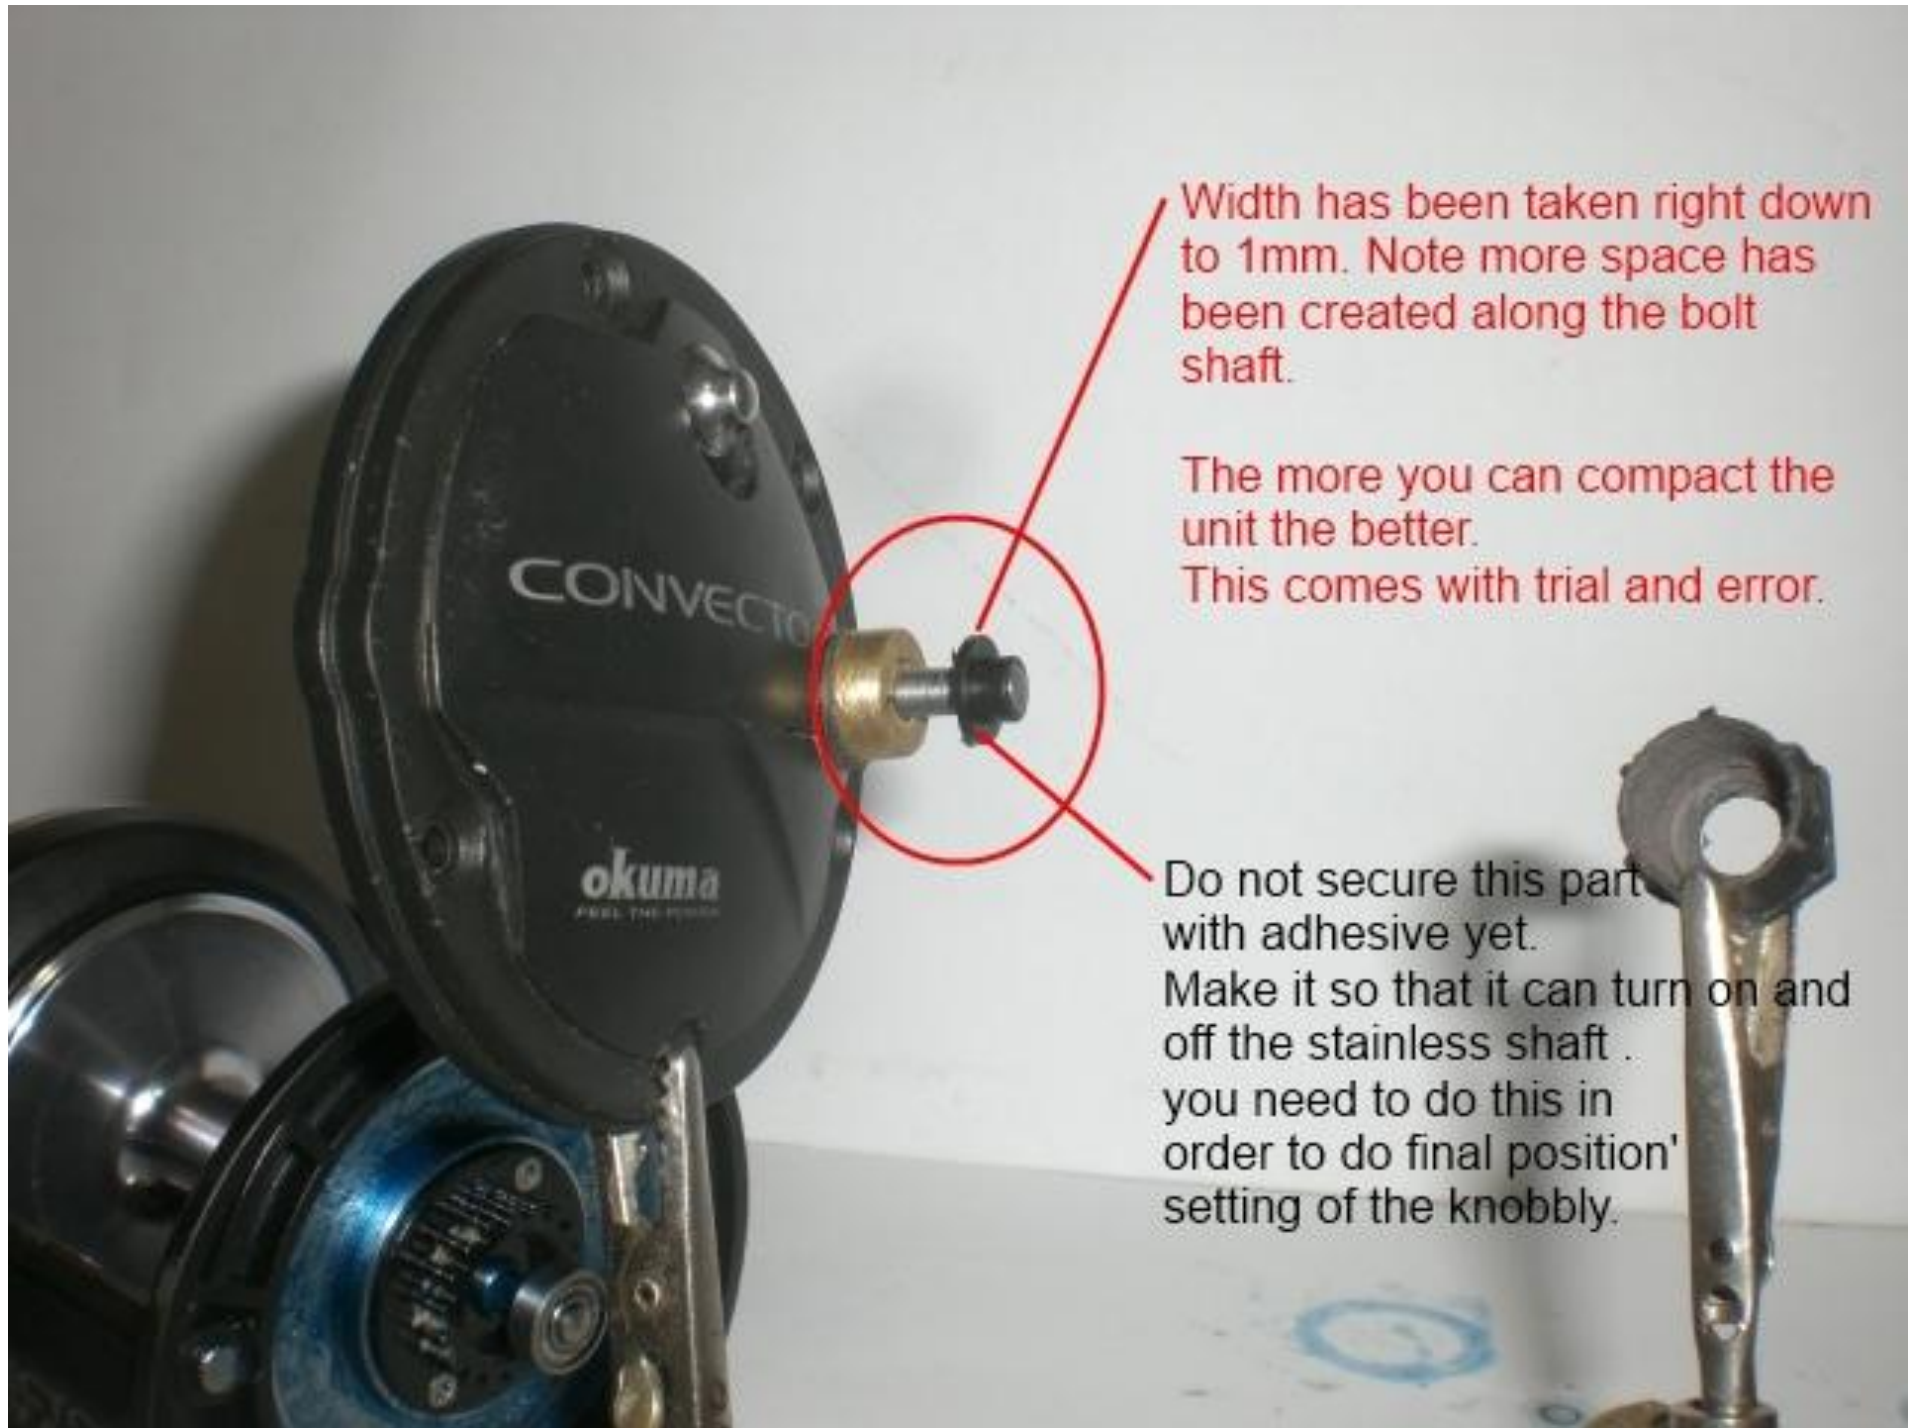 Width has been taken right down
to 1mm. Note more space has
been created along the bolt
shaft.
The more you can compact the
unit the better.
This comes with trial and error.
CONVECTO
okuma
FEEL THE POWER
Do not secure this part
with adhesive yet.
Make it so that it can turn on and
off the stainless shaft .
you need to do this in
order to do final position'
setting of the knobbly.